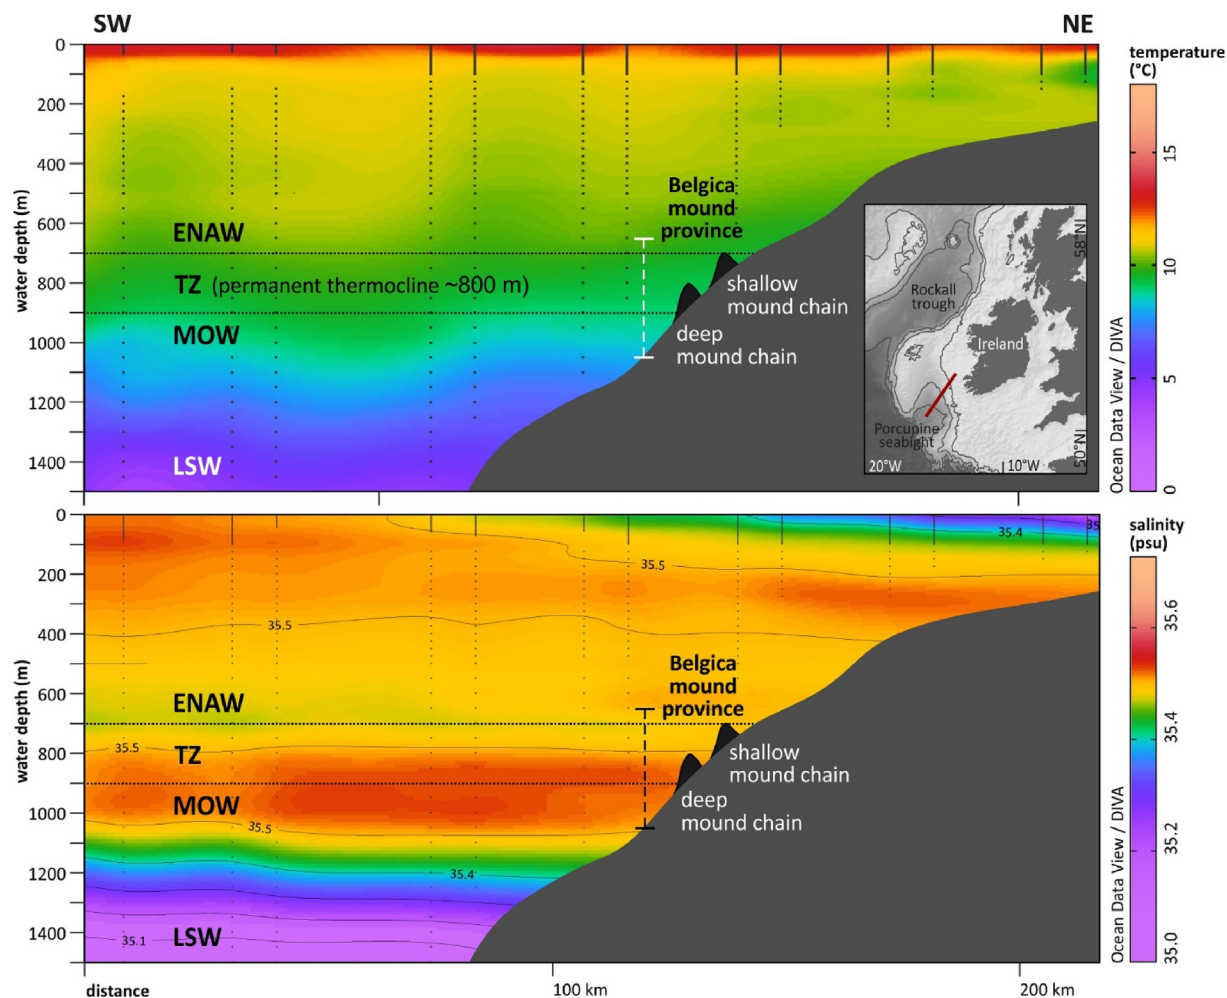 SW
NE
0
200
400
600
800
1000
1200
1400
water depth (m)
ENAW
TZ (permanent thermocline ~800 m)
MOW
LSW
Belgica
mound
province
shallow
mound chain
deep
mound chain
Rockall
trough
Ireland
Porcupine
seabight
20°W
10°W
58°N
50°N
temperature
(°C)
15
10
5
0
Ocean Data View / DIVA
0
200
400
600
800
1000
1200
1400
water depth (m)
35.5
35.5
35.4
35
35.5
35.5
35.4
35.1
ENAW
TZ
MOW
LSW
Belgica
mound
province
shallow
mound chain
deep
mound chain
salinity
(psu)
35.6
35.4
35.2
35.0
Ocean Data View / DIVA
distance
100 km
200 km